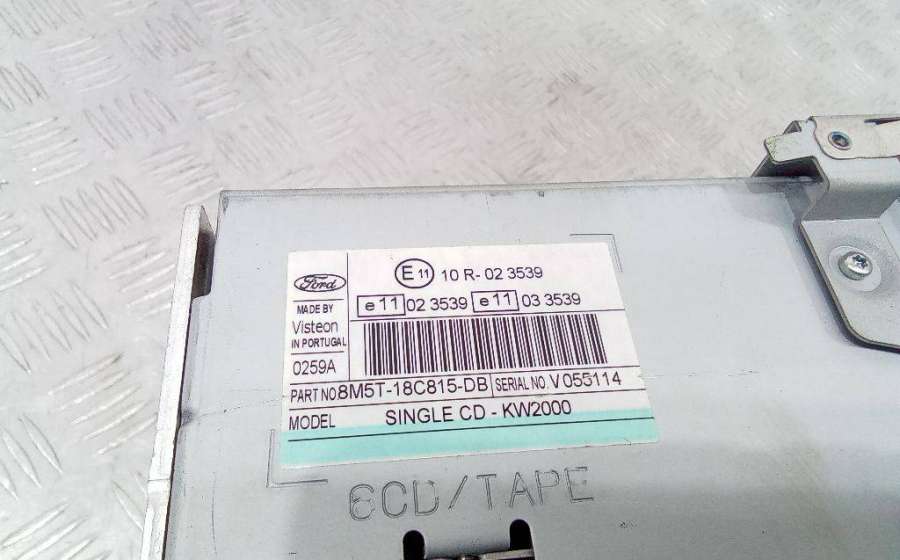 Ford
E 11 10 R- 02 3539
MADE BY
e 11 02 3539 e 11 03 3539
Visteon
IN PORTUGAL
0259A
PART NO. 8M5T-18C815-DB SERIAL NO. V 055114
MODEL SINGLE CD - KW2000
6CD/TAPE